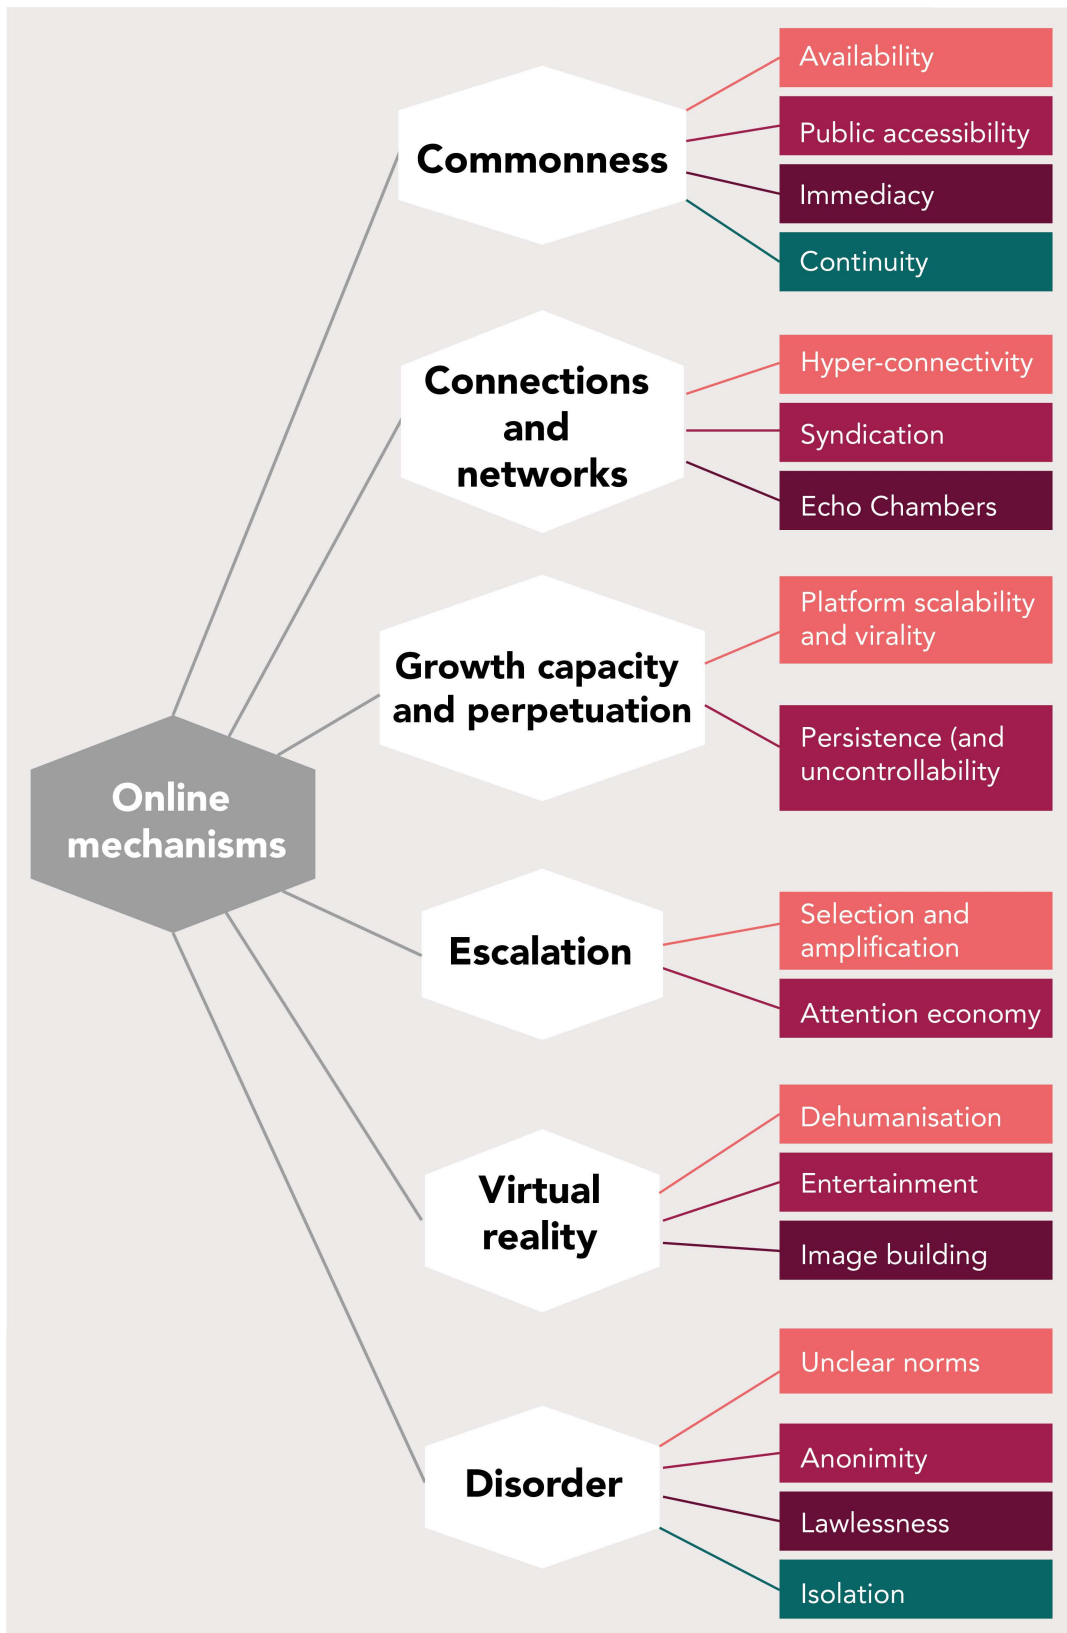 Online
mechanisms
Commonness
Availability
Public accessibility
Immediacy
Continuity
Connections
and
networks
Hyper-connectivity
Syndication
Echo Chambers
Growth capacity
and perpetuation
Platform scalability
and virality
Persistence (and
uncontrollability
Escalation
Selection and
amplification
Attention economy
Virtual
reality
Dehumanisation
Entertainment
Image building
Disorder
Unclear norms
Anonimity
Lawlessness
Isolation